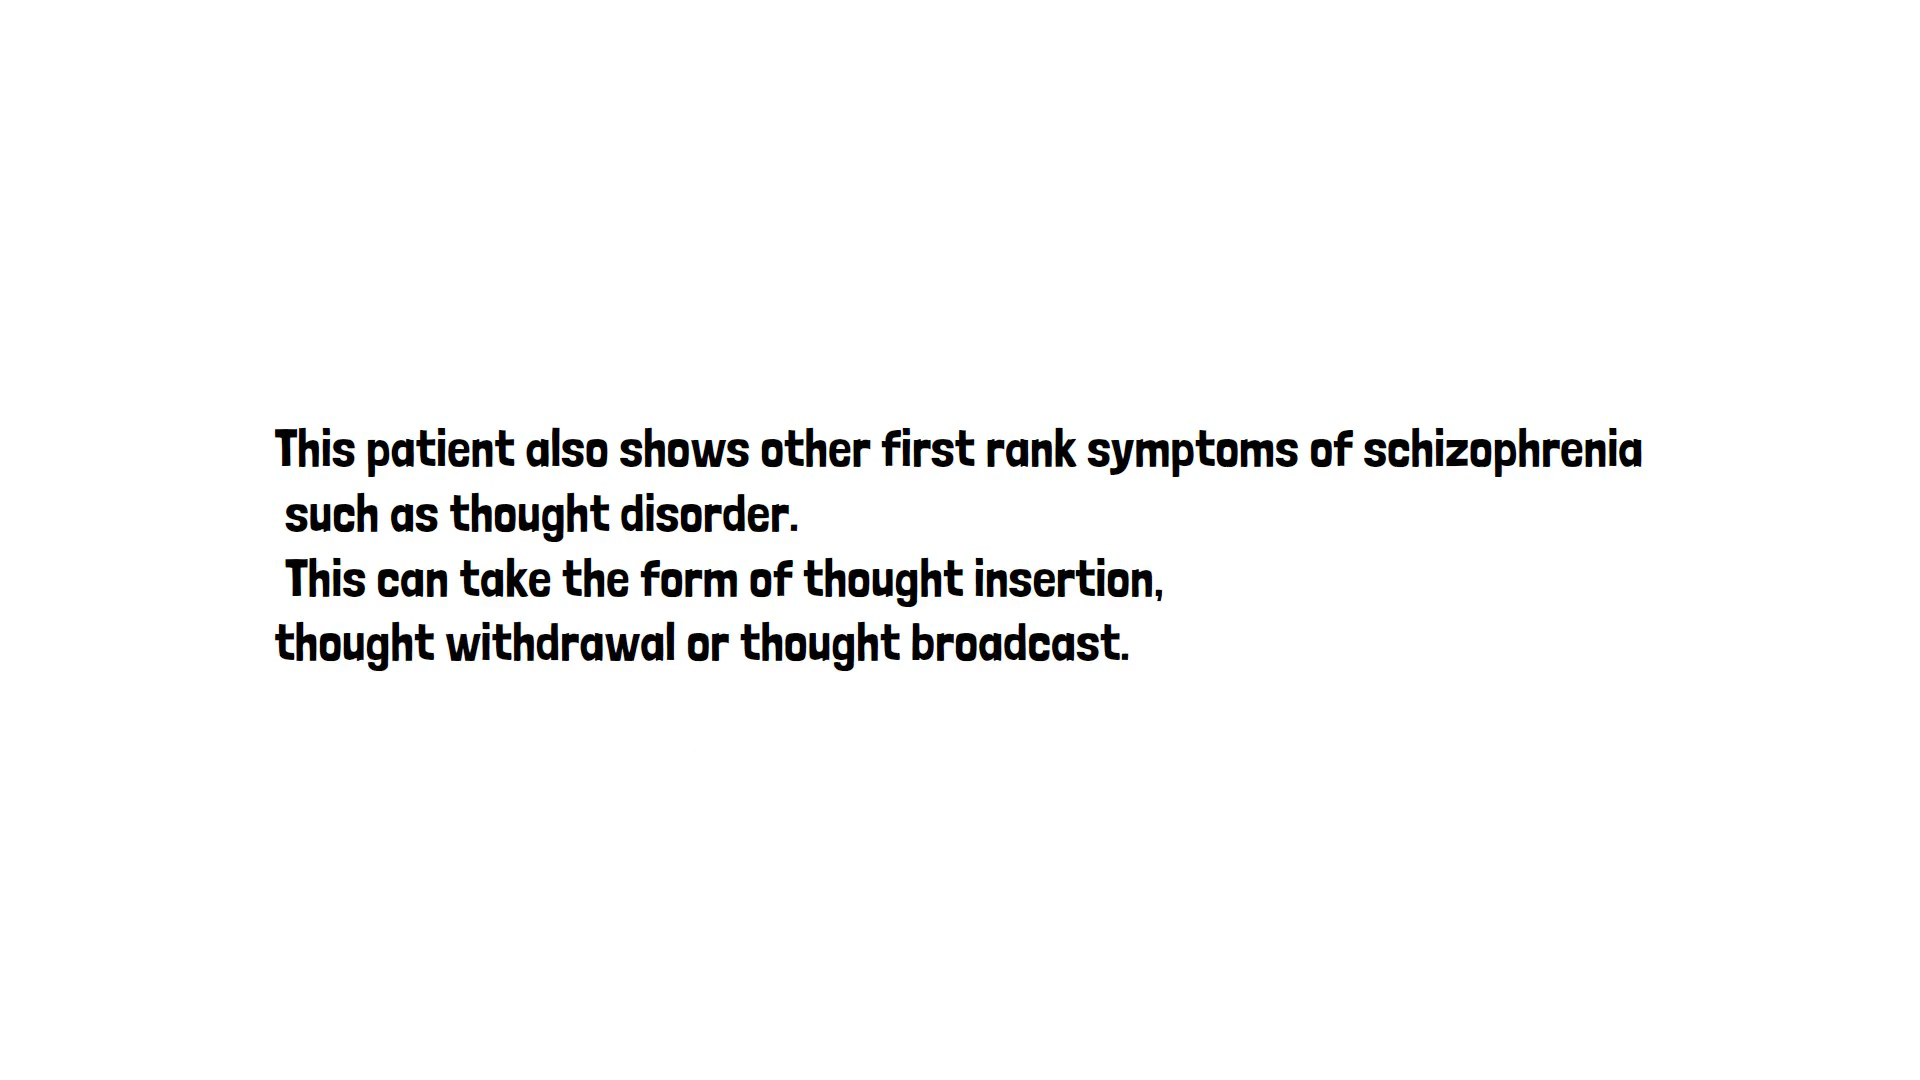 This patient also shows other first rank symptoms of schizophrenia
such as thought disorder.
This can take the form of thought insertion,
thought withdrawal or thought broadcast.